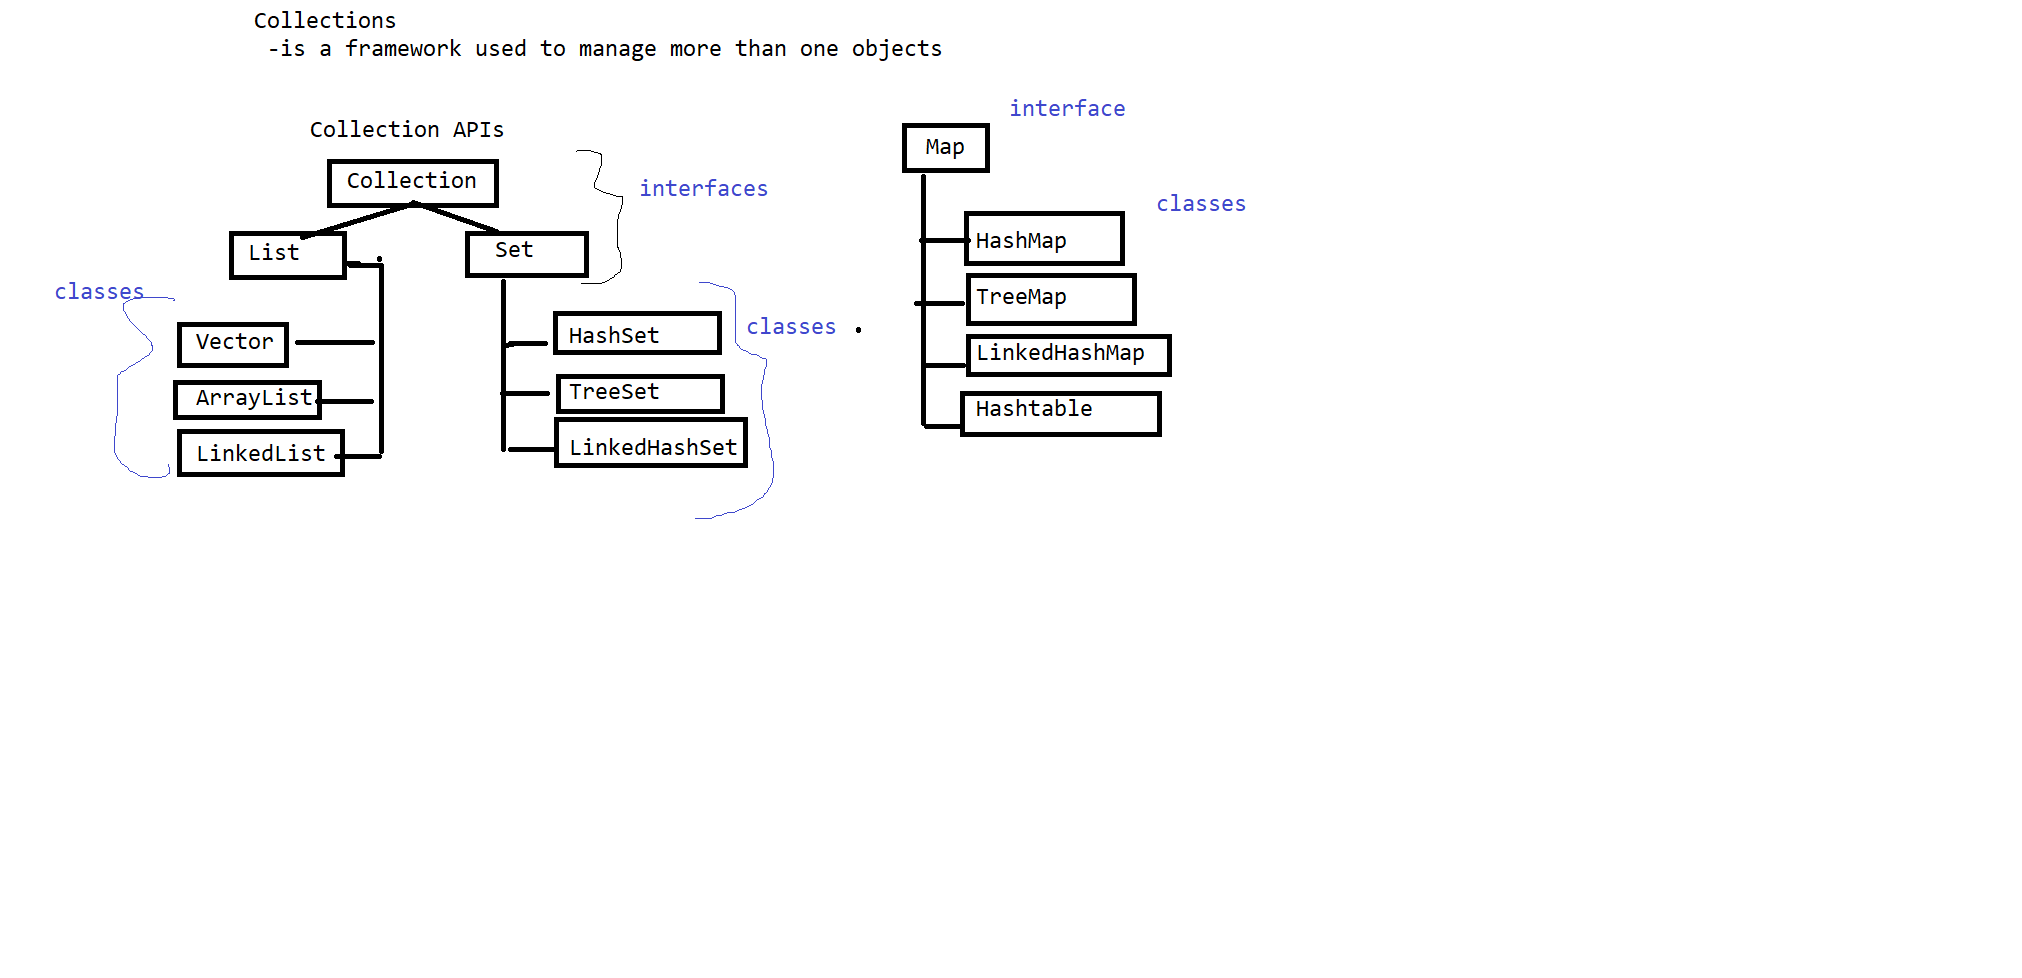 Collections
-is a framework used to manage more than one objects
Collection APIs
Collection
interfaces
List
Set
classes
Vector
ArrayList
LinkedList
HashSet
TreeSet
LinkedHashSet
classes
interface
Map
classes
HashMap
TreeMap
LinkedHashMap
Hashtable